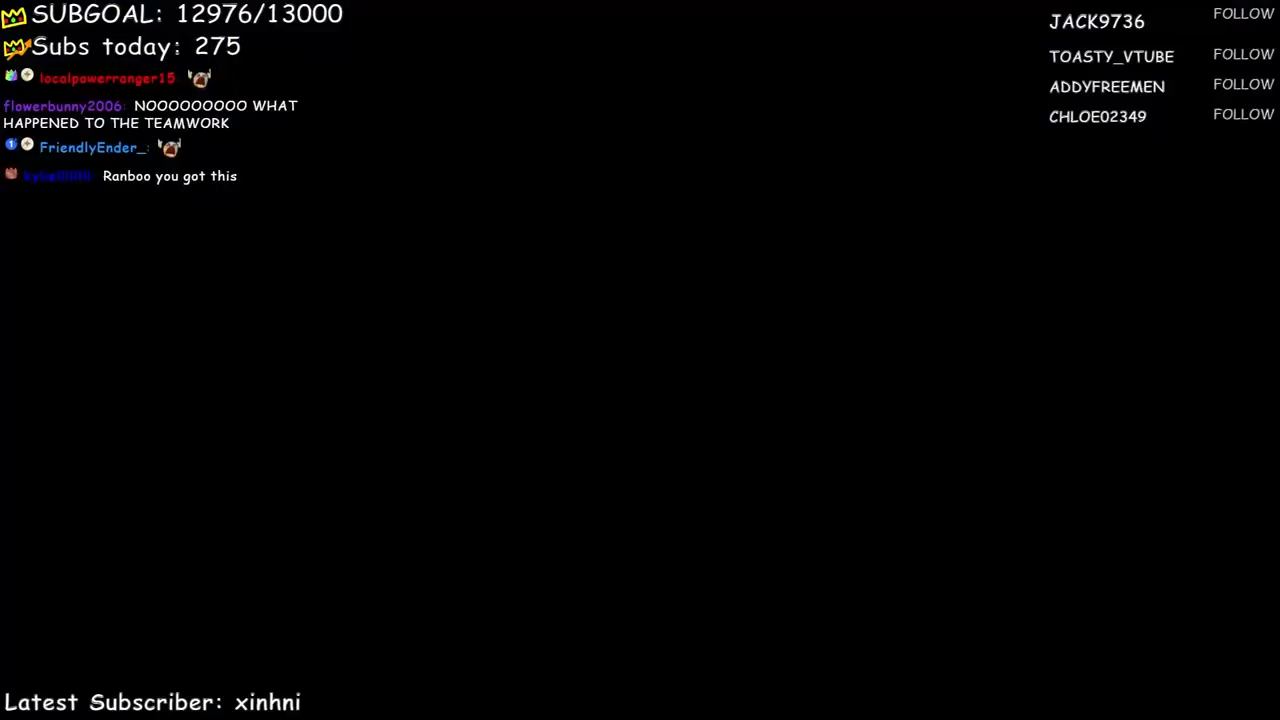 SUBGOAL: 12976/13000
Subs today: 275
localpowerranger15
flowerbunny2006: NOOOOOOOOO WHAT
HAPPENED TO THE TEAMWORK
FriendlyEnder_:
Ranboo you got this
JACK9736 FOLLOW
TOASTY_VTUBE FOLLOW
ADDYFREEMEN FOLLOW
CHLOE02349 FOLLOW
Latest Subscriber: xinhni